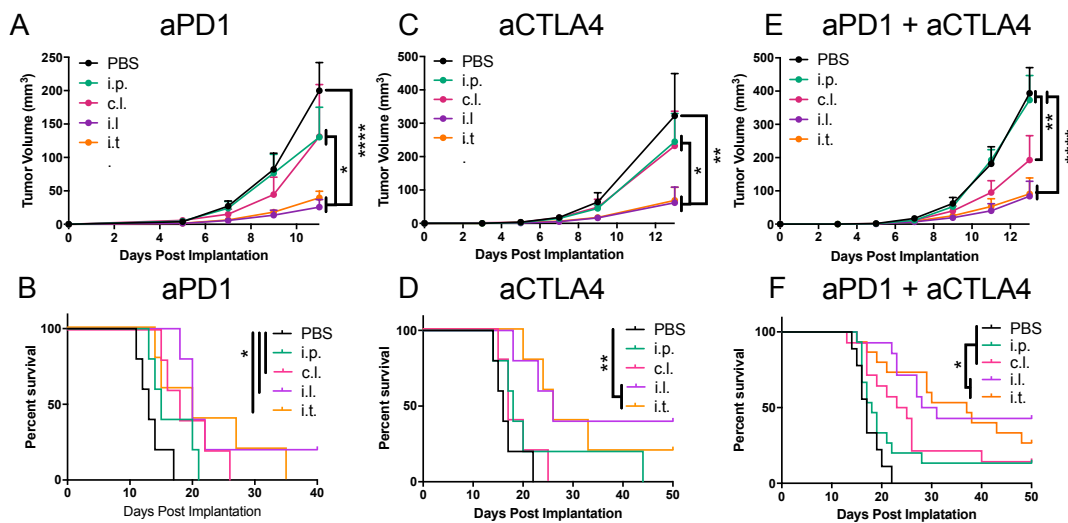 A
aPD1
Tumor Volume (mm³)
250
200
150
100
50
0
0
2
4
6
8
10
Days Post Implantation
PBS
i.p.
c.l.
i.l
i.t
.
*
****
C
aCTLA4
Tumor Volume (mm³)
500
400
300
200
100
0
0
2
4
6
8
10
12
Days Post Implantation
PBS
i.p.
c.l.
i.l
i.t
.
*
**
E
aPD1 + aCTLA4
Tumor Volume (mm³)
500
400
300
200
100
0
0
2
4
6
8
10
12
Days Post Implantation
PBS
i.p.
c.l.
i.l
i.t.
**
****
B
aPD1
Percent survival
100
50
0
0
10
20
30
40
Days Post Implantation
*
PBS
i.p.
c.l.
i.l.
i.t.
D
aCTLA4
Percent survival
100
50
0
0
10
20
30
40
50
Days Post Implantation
**
PBS
i.p.
c.l.
i.l.
i.t.
F
aPD1 + aCTLA4
Percent survival
100
50
0
0
10
20
30
40
50
Days Post Implatation
*
PBS
i.p.
c.l.
i.l.
i.t.